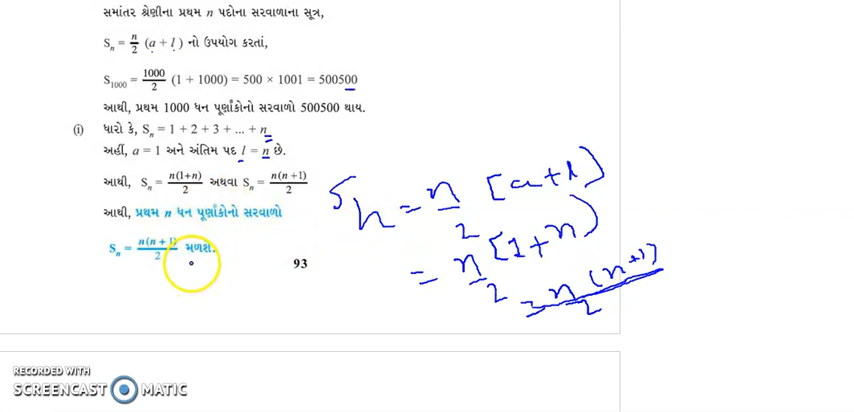 સમાંતર શ્રેણીના પ્રથમ n પદોના સરવાળાના સૂત્ર,
Sₙ = n/2 (a + l) નો ઉપયોગ કરતાં,
S₁₀₀₀ = 1000/2 (1 + 1000) = 500 × 1001 = 500500
આથી, પ્રથમ 1000 ધન પૂર્ણાંકોનો સરવાળો 500500 થાય.
(i) ધારો કે, Sₙ = 1 + 2 + 3 + ... + n
અહીં, a = 1 અને અંતિમ પદ l = n છે.
આથી, Sₙ = n(1+n)/2 અથવા Sₙ = n(n+1)/2
આથી, પ્રથમ n ધન પૂર્ણાંકોનો સરવાળો
Sₙ = n(n + 1)/2 મળશે.
93
Sn = n/2 [a+l)
= n/2 [1+n)
= n(n+1)/2
RECORDED WITH
SCREENCAST MATIC